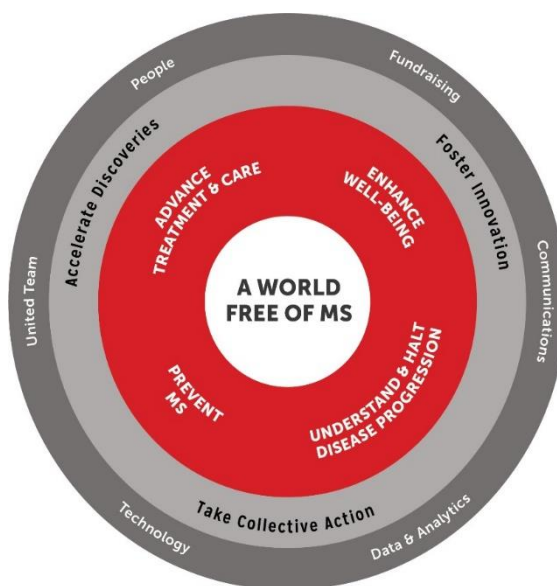 People
Fundraising
Accelerate Discoveries
Foster Innovation
ADVANCE
TREATMENT & CARE
ENHANCE
WELL-BEING
United Team
A WORLD
FREE OF MS
Communications
PREVENT
MS
UNDERSTAND & HALT
DISEASE PROGRESSION
Take Collective Action
Technology
Data & Analytics